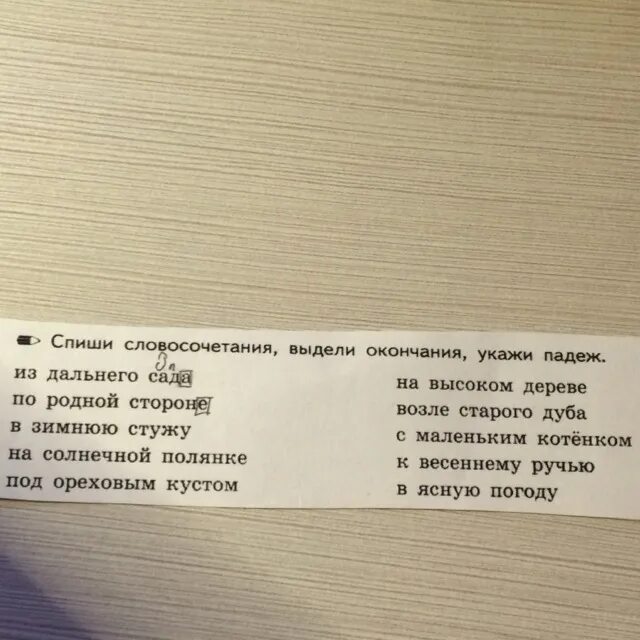 Спиши словосочетания, выдели окончания, укажи падеж.
из дальнего сада
по родной стороне
в зимнюю стужу
на солнечной полянке
под ореховым кустом
на высоком дереве
возле старого дуба
с маленьким котёнком
к весеннему ручью
в ясную погоду